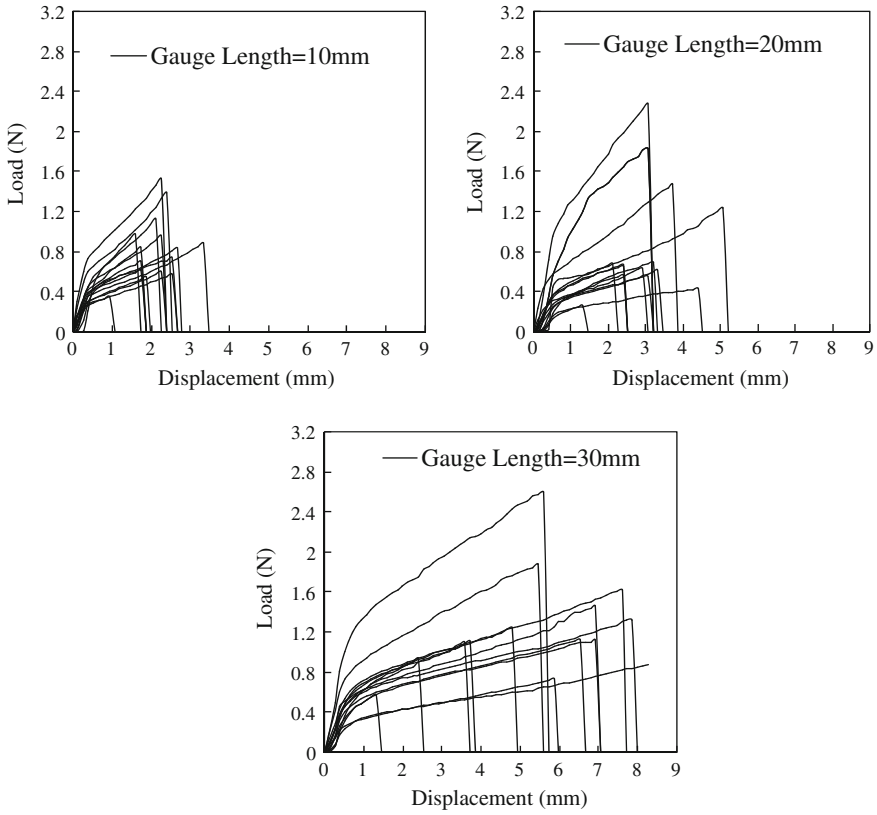 3.2
2.8
2.4
2
1.6
1.2
0.8
0.4
0
Load (N)
Gauge Length=10mm
0 1 2 3 4 5 6 7 8 9
Displacement (mm)
3.2
2.8
2.4
2
1.6
1.2
0.8
0.4
0
Load (N)
Gauge Length=20mm
0 1 2 3 4 5 6 7 8 9
Displacement (mm)
3.2
2.8
2.4
2
1.6
1.2
0.8
0.4
0
Load (N)
Gauge Length=30mm
0 1 2 3 4 5 6 7 8 9
Displacement (mm)